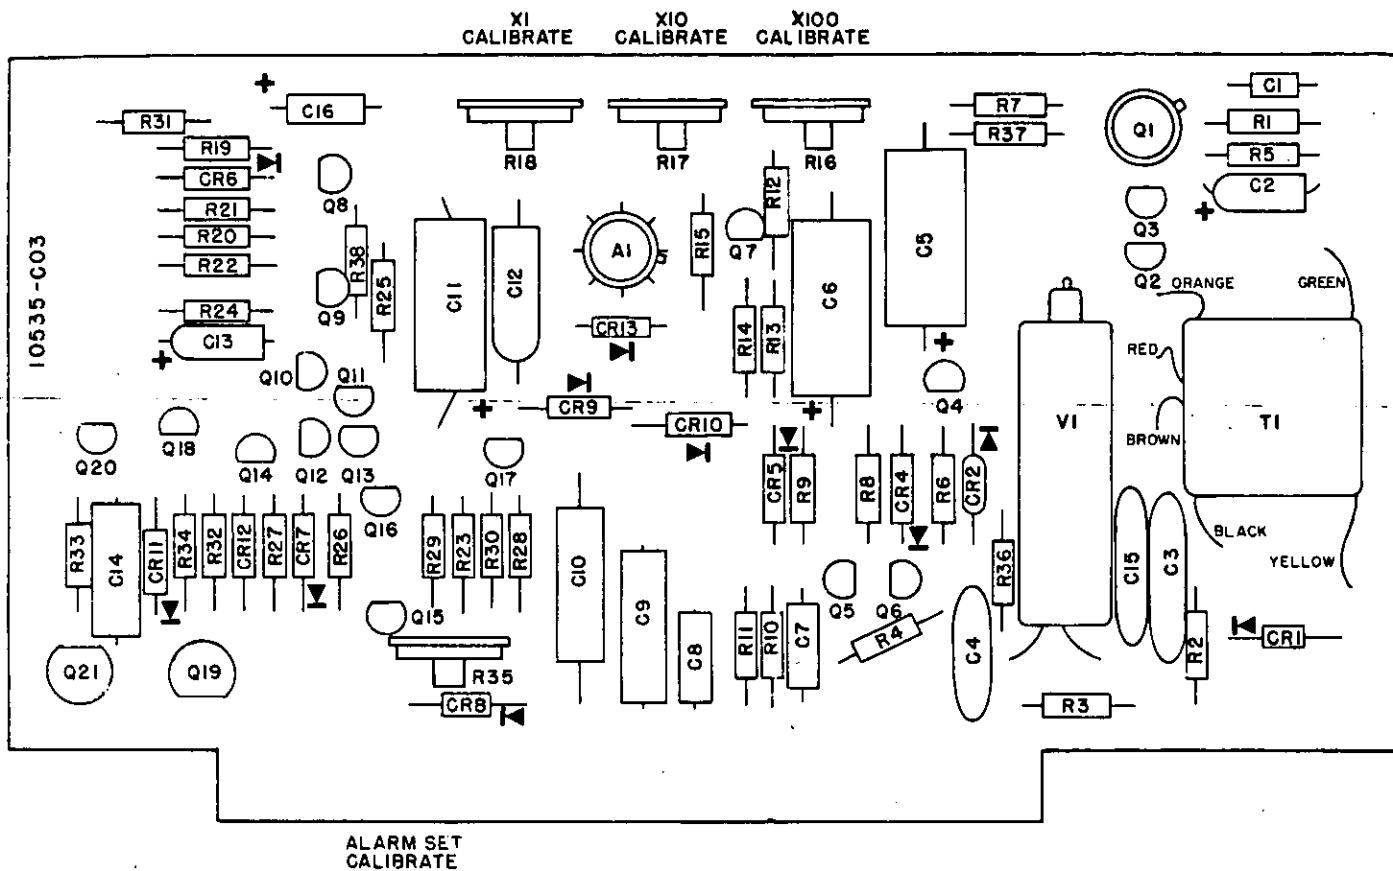 X1
CALIBRATE
X10
CALIBRATE
X100
CALIBRATE
10535-C03
R31
C16
R19
CR6
R21
R20
R22
R24
C13
Q8
R38
Q9
R25
Q10
Q11
Q18
Q20
Q14
Q12
Q13
Q16
R18
R17
R16
C11
C12
A1
5
R15
Q7
R12
CR13
R14
R13
C6
C5
CR9
CR10
Q17
Q4
R7
R37
Q1
C1
R1
R5
C2
Q3
Q2
ORANGE
GREEN
RED
BROWN
V1
T1
BLACK
YELLOW
CR5
R9
R8
CR4
R6
CR2
R33
C14
CR11
R34
R32
CR12
R27
CR7
R26
R29
R23
R30
R28
C10
C9
C8
R11
R10
C7
Q5
Q6
R4
R36
C4
C15
C3
R2
CR1
Q15
Q21
Q19
R35
CR8
R3
ALARM SET
CALIBRATE